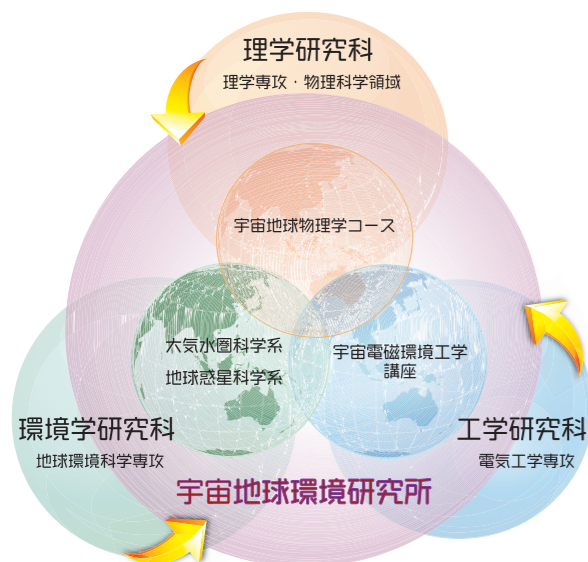 理学研究科
理学専攻・物理科学領域
宇宙地球物理学コース
大気水圏科学系
地球惑星科学系
宇宙電磁環境工学
講座
環境学研究科
地球環境科学専攻
工学研究科
電気工学専攻
宇宙地球環境研究所